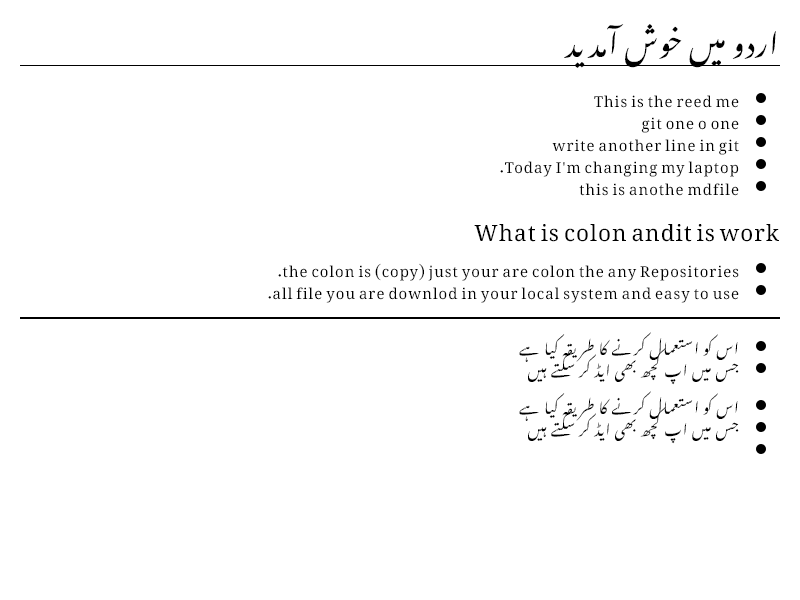 اردو میں خوش آمدید
This is the reed me
git one o one
write another line in git
Today I'm changing my laptop.
this is anothe mdfile
What is colon andit is work
the colon is (copy) just your are colon the any Repositories.
all file you are downlod in your local system and easy to use.
اس کو استعمال کرنے کا طریقہ کیا ہے
جس میں اپ کچھ بھی ایڈ کر سکتے ہیں
اس کو استعمال کرنے کا طریقہ کیا ہے
جس میں اپ کچھ بھی ایڈ کر سکتے ہیں